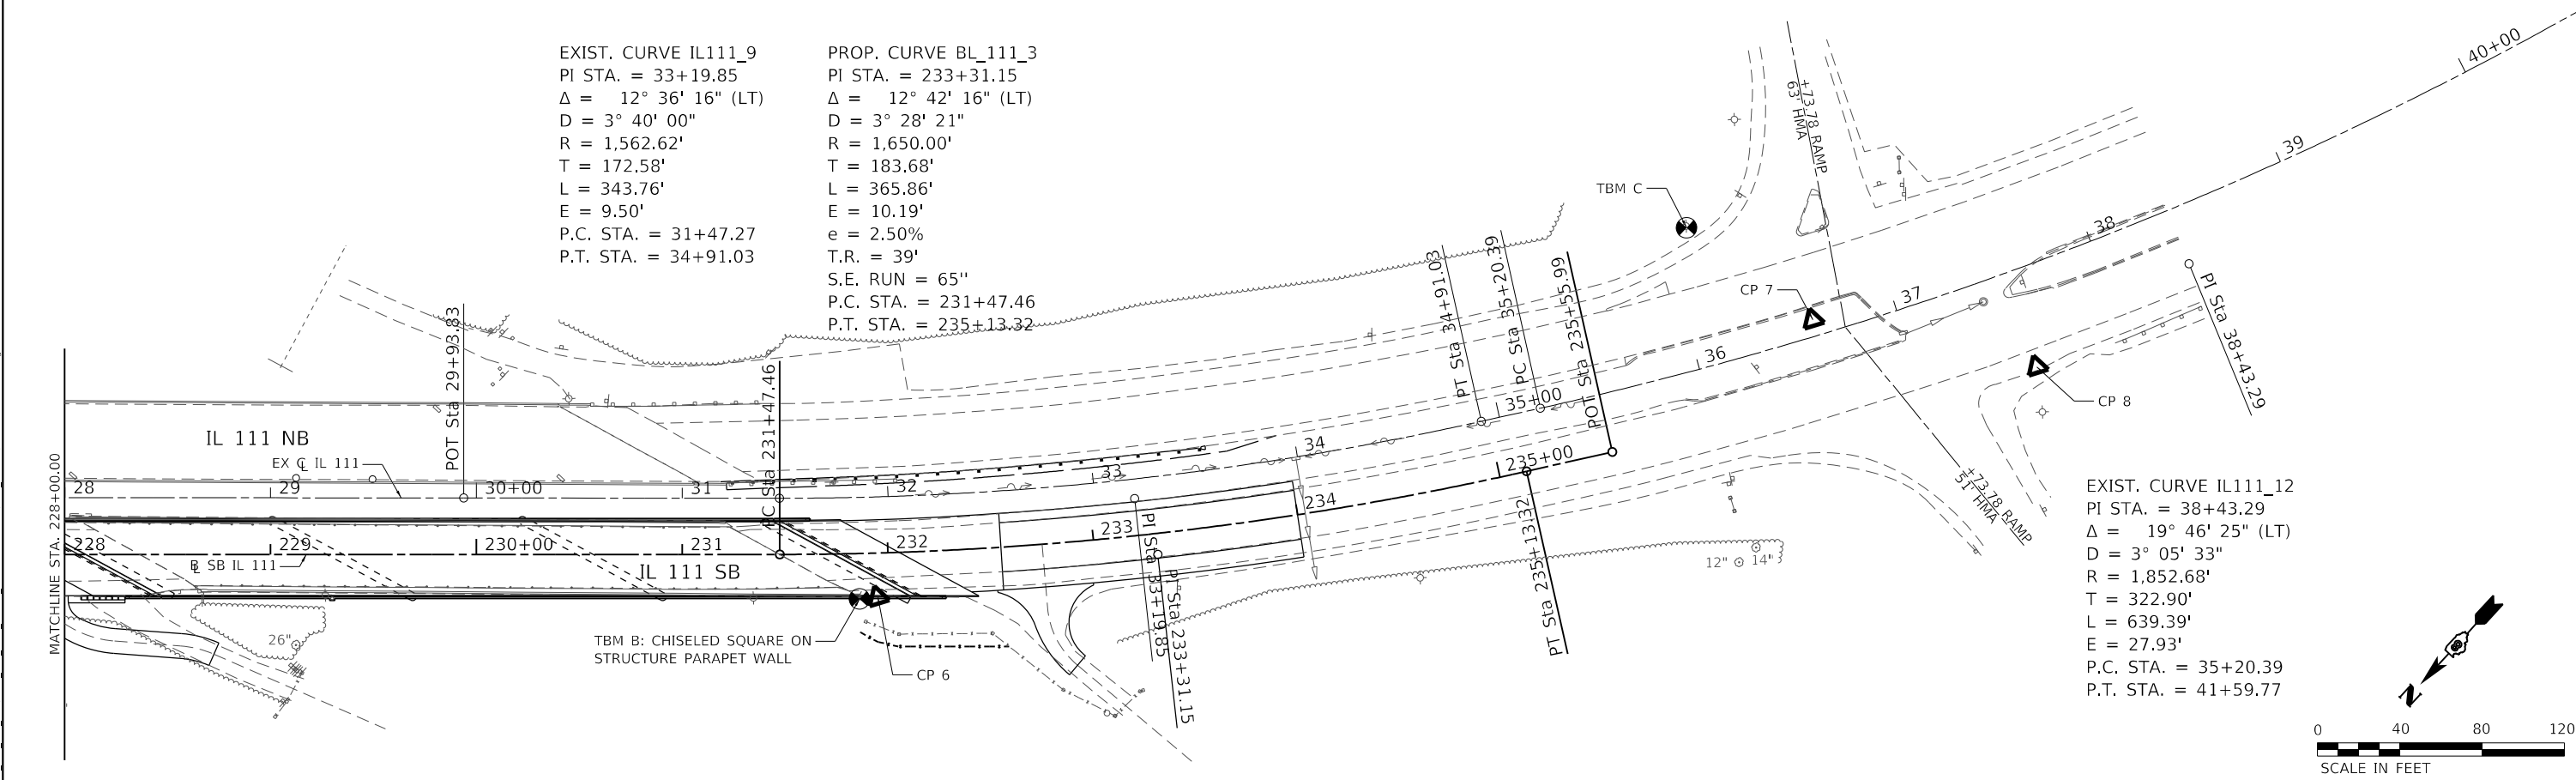 EXIST. CURVE IL111_9
PI STA. = 33+19.85
Δ = 12° 36' 16" (LT)
D = 3° 40' 00"
R = 1,562.62'
T = 172.58'
L = 343.76'
E = 9.50'
P.C. STA. = 31+47.27
P.T. STA. = 34+91.03
PROP. CURVE BL_111_3
PI STA. = 233+31.15
Δ = 12° 42' 16" (LT)
D = 3° 28' 21"
R = 1,650.00'
T = 183.68'
L = 365.86'
E = 10.19'
e = 2.50%
T.R. = 39'
S.E. RUN = 65''
P.C. STA. = 231+47.46
P.T. STA. = 235+13.32
40+00
39
38
37
36
35+00
34
33
32
31
30+00
29
28
+73.78 RAMP
63' HMA
TBM C
CP 7
CP 8
PI Sta 38+43.29
PT Sta 34+91.03
PC Sta 35+20.39
POT Sta 235+55.99
POT Sta 29+93.83
PC Sta 231+47.46
IL 111 NB
EX ℄ IL 111
MATCHLINE STA. 228+00.00
228
229
230+00
231
232
233
234
235+00
B SB IL 111
IL 111 SB
PI Sta 33+19.85
PI Sta 233+31.15
PT Sta 235+13.32
+73.78 RAMP
51' HMA
12"
14"
26"
TBM B: CHISELED SQUARE ON
STRUCTURE PARAPET WALL
CP 6
EXIST. CURVE IL111_12
PI STA. = 38+43.29
Δ = 19° 46' 25" (LT)
D = 3° 05' 33"
R = 1,852.68'
T = 322.90'
L = 639.39'
E = 27.93'
P.C. STA. = 35+20.39
P.T. STA. = 41+59.77
N
0 40 80 120
SCALE IN FEET